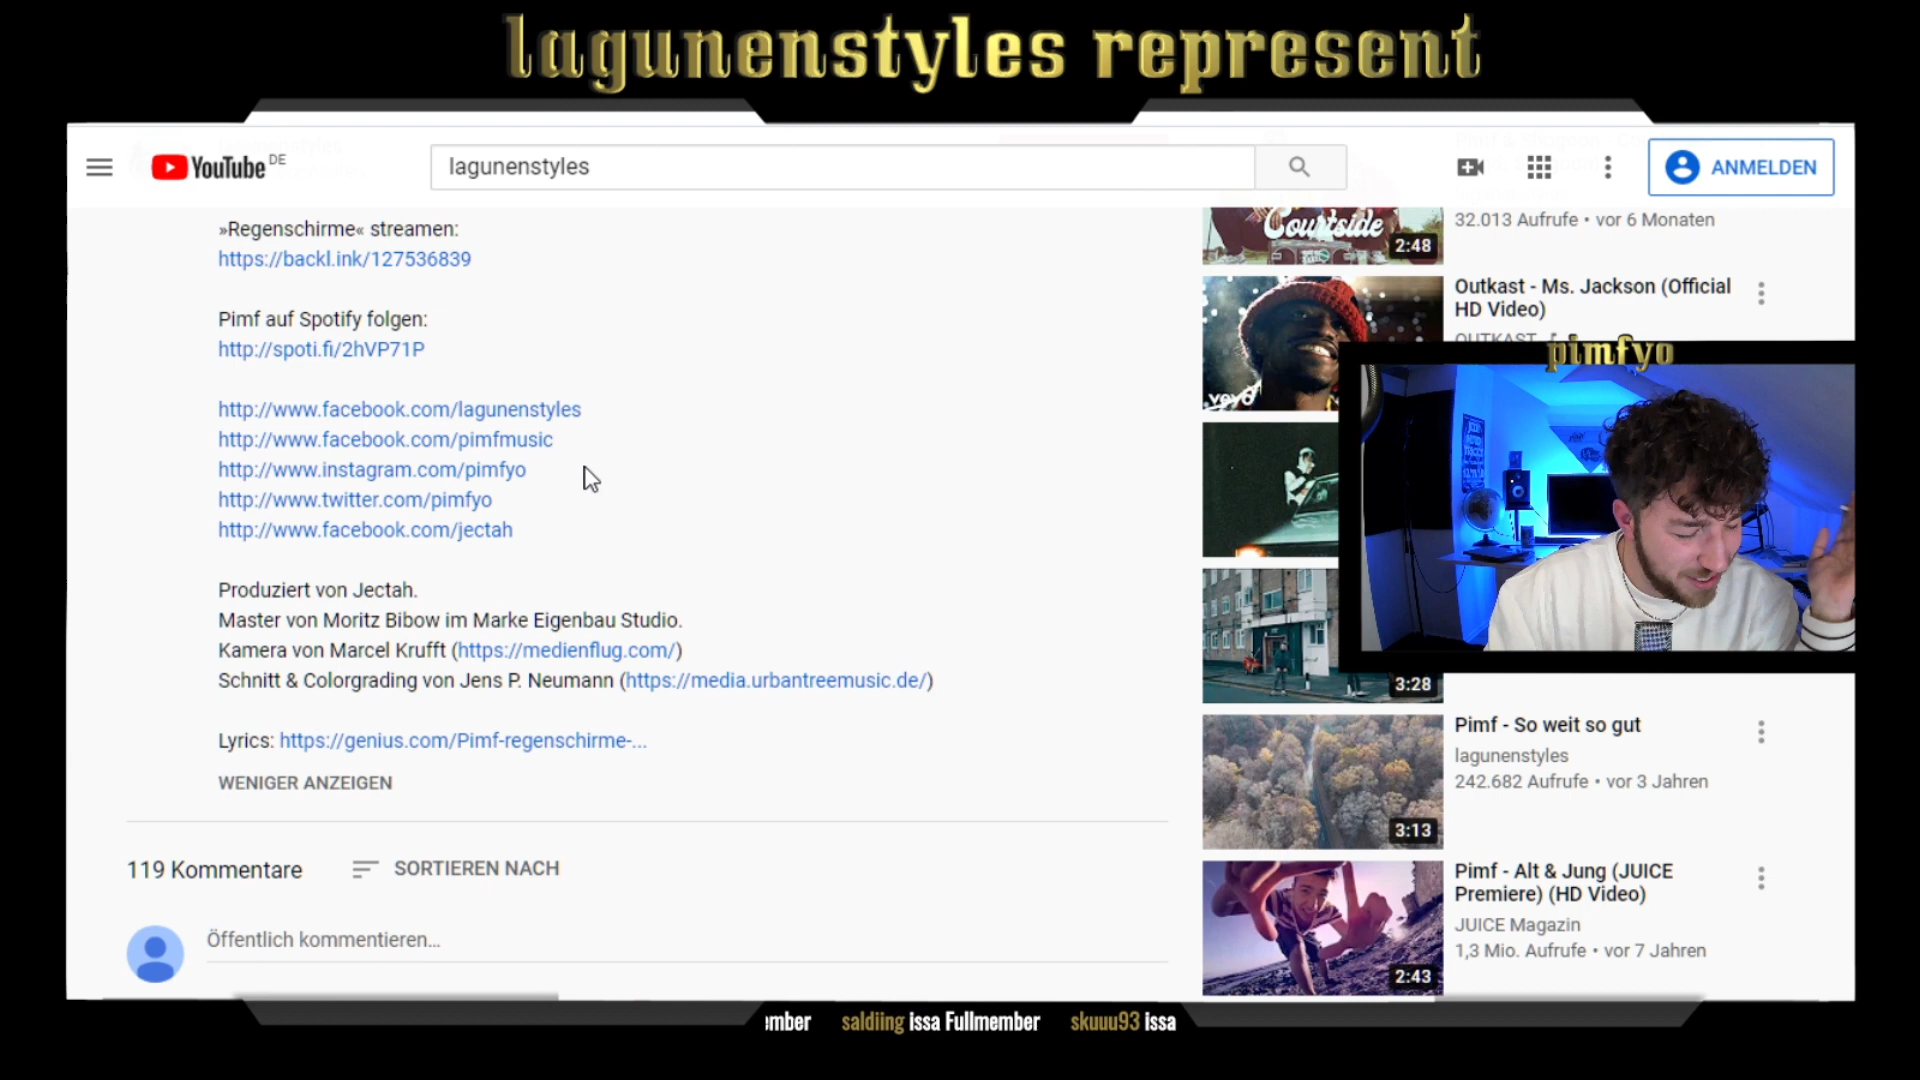 lagunenstyles represent
YouTube DE
lagunenstyles
ANMELDEN
»Regenschirme« streamen:
https://backl.ink/127536839
Pimf auf Spotify folgen:
http://spoti.fi/2hVP71P
http://www.facebook.com/lagunenstyles
http://www.facebook.com/pimfmusic
http://www.instagram.com/pimfyo
http://www.twitter.com/pimfyo
http://www.facebook.com/jectah
Produziert von Jectah.
Master von Moritz Bibow im Marke Eigenbau Studio.
Kamera von Marcel Krufft (https://medienflug.com/)
Schnitt & Colorgrading von Jens P. Neumann (https://media.urbantreemusic.de/)
Lyrics: https://genius.com/Pimf-regenschirme-...
WENIGER ANZEIGEN
119 Kommentare
SORTIEREN NACH
Öffentlich kommentieren...
Courtside
2:48
32.013 Aufrufe • vor 6 Monaten
vevo
Outkast - Ms. Jackson (Official
HD Video)
OUTKAST
pimfyo
3:28
3:13
Pimf - So weit so gut
lagunenstyles
242.682 Aufrufe • vor 3 Jahren
2:43
Pimf - Alt & Jung (JUICE
Premiere) (HD Video)
JUICE Magazin
1,3 Mio. Aufrufe • vor 7 Jahren
mber saldiing issa Fullmember skuuu93 issa